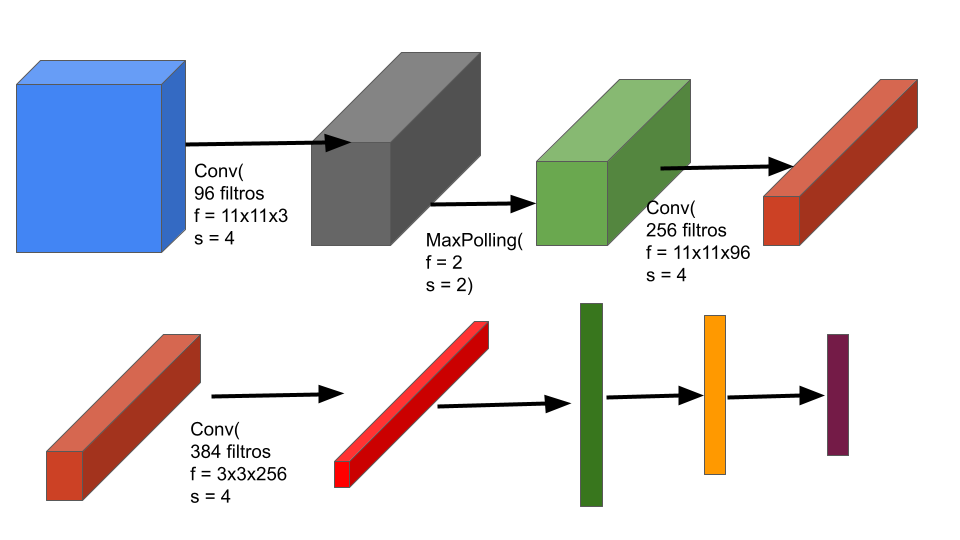 Conv(
96 filtros
f = 11x11x3
s = 4
MaxPolling(
f = 2
s = 2)
Conv(
256 filtros
f = 11x11x96
s = 4
Conv(
384 filtros
f = 3x3x256
s = 4